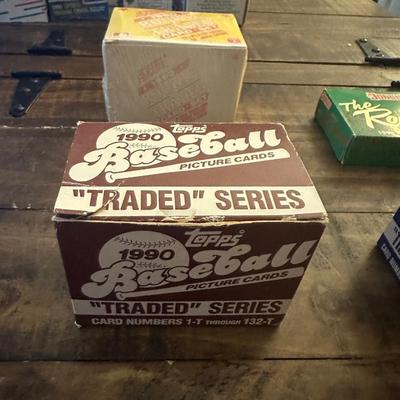 The Ro
Topps
1990
Baseball
PICTURE CARDS
"TRADED" SERIES
Topps
1990
Baseball
PICTURE CARDS
"TRADED" SERIES
CARD NUMBERS 1-T THROUGH 132-T